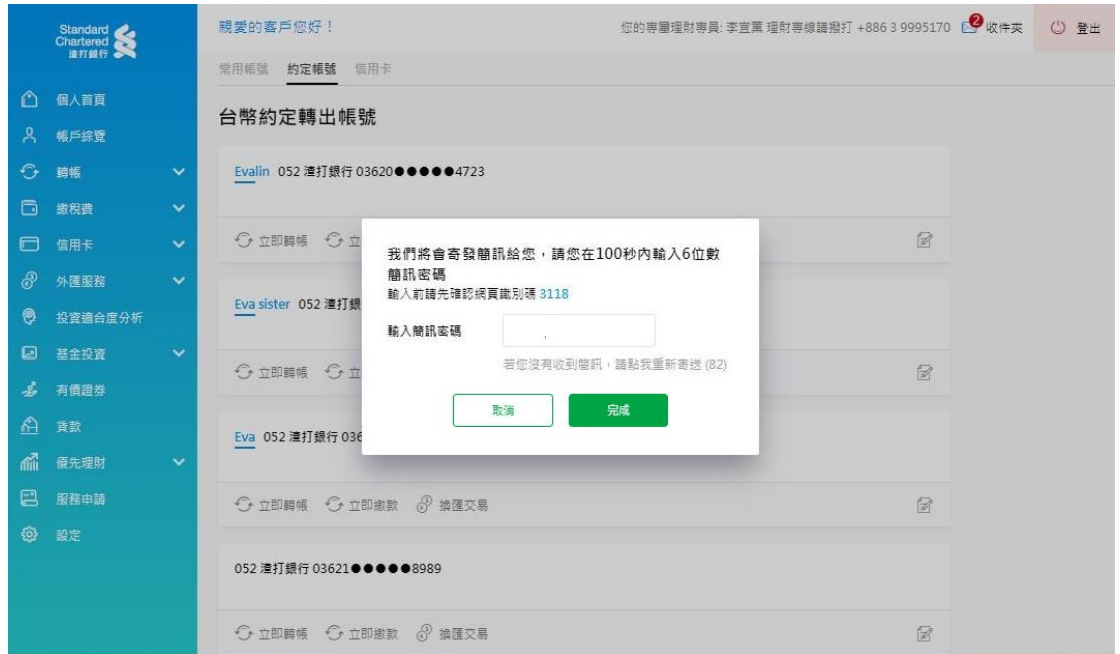 Standard
Chartered
渣打銀行
親愛的客戶您好！
您的專屬理財專員: 李宜薰 理財專線請撥打 +886 3 9995170
2
收件夾
登出
常用帳號 約定帳號 信用卡
個人首頁
帳戶綜覽
轉帳
繳稅費
信用卡
外匯服務
投資適合度分析
基金投資
有價證券
貸款
優先理財
服務申請
設定
台幣約定轉出帳號
Evalin 052 渣打銀行 03620●●●●●4723
立即轉帳 立
Eva sister 052 渣打銀
立即轉帳 立
Eva 052 渣打銀行 036
立即轉帳 立即繳款 換匯交易
052 渣打銀行 03621●●●●●8989
立即轉帳 立即繳款 換匯交易
我們將會寄發簡訊給您，請您在100秒內輸入6位數
簡訊密碼
輸入前請先確認網頁識別碼 3118
輸入簡訊密碼
若您沒有收到簡訊，請點我重新寄送 (82)
取消 完成